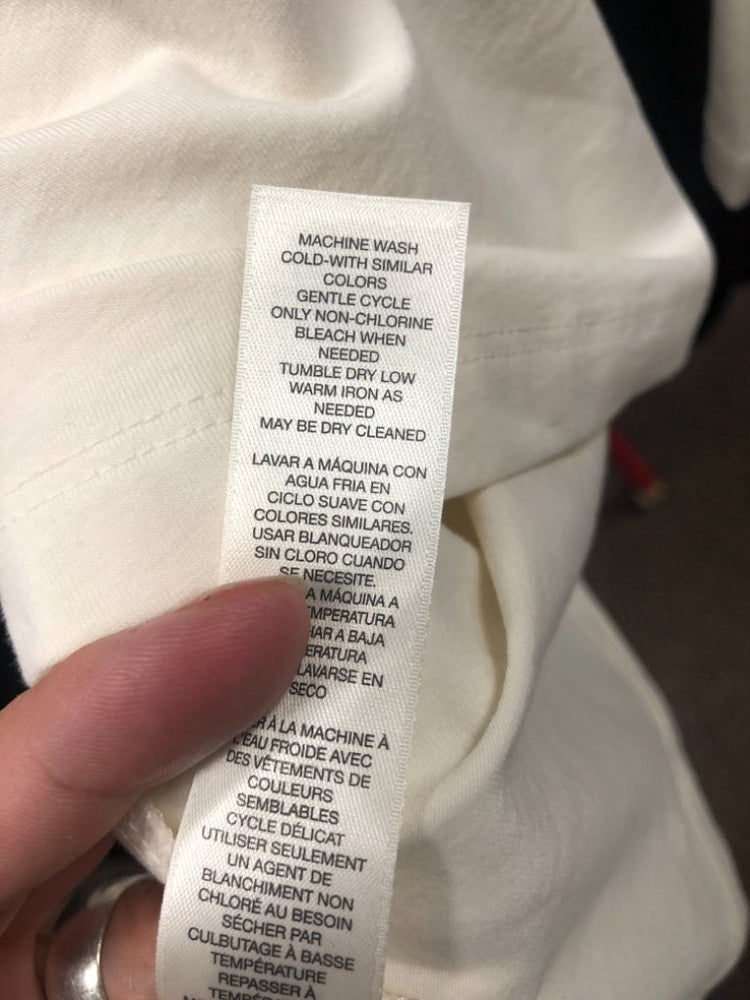 MACHINE WASH
COLD-WITH SIMILAR
COLORS
GENTLE CYCLE
ONLY NON-CHLORINE
BLEACH WHEN
NEEDED
TUMBLE DRY LOW
WARM IRON AS
NEEDED
MAY BE DRY CLEANED
LAVAR A MÁQUINA CON
AGUA FRIA EN
CICLO SUAVE CON
COLORES SIMILARES.
USAR BLANQUEADOR
SIN CLORO CUANDO
SE NECESITE.
A MÁQUINA A
LAVARSE EN
SECO
À LA MACHINE À
L'EAU FROIDE AVEC
DES VÊTEMENTS DE
COULEURS
SEMBLABLES
CYCLE DÉLICAT
UTILISER SEULEMENT
UN AGENT DE
BLANCHIMENT NON
CHLORÉ AU BESOIN
SÉCHER PAR
CULBUTAGE À BASSE
TEMPÉRATURE
REPASSER À